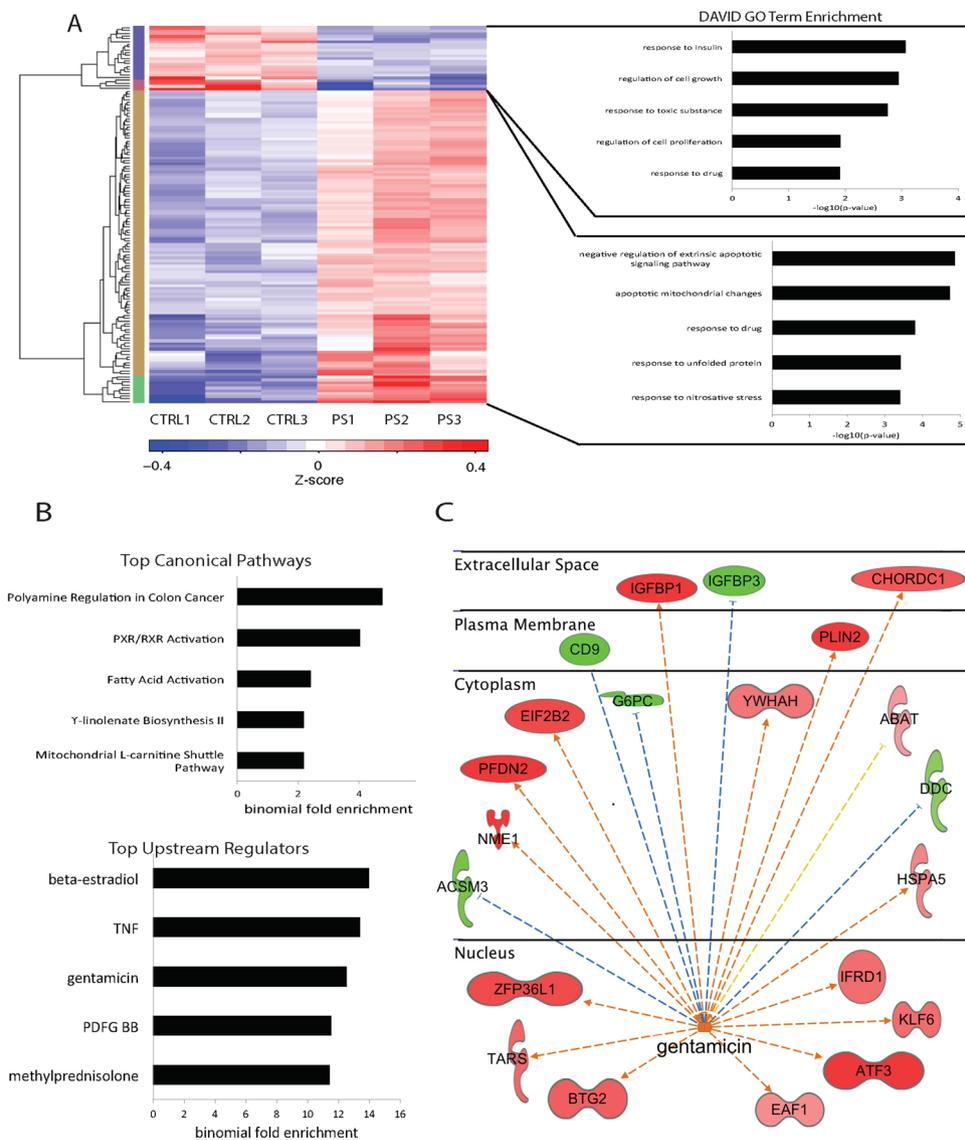 A
DAVID GO Term Enrichment
response to insulin
regulation of cell growth
response to toxic substance
regulation of cell proliferation
response to drug
0 1 2 3 4
-log10(p-value)
negative regulation of extrinsic apoptotic
signaling pathway
apoptotic mitochondrial changes
response to drug
response to unfolded protein
response to nitrosative stress
0 1 2 3 4 5
-log10(p-value)
CTRL1 CTRL2 CTRL3 PS1 PS2 PS3
−0.4 0 0.4
Z-score
B
Top Canonical Pathways
Polyamine Regulation in Colon Cancer
PXR/RXR Activation
Fatty Acid Activation
Y-linolenate Biosynthesis II
Mitochondrial L-carnitine Shuttle
Pathway
0 2 4
binomial fold enrichment
Top Upstream Regulators
beta-estradiol
TNF
gentamicin
PDFG BB
methylprednisolone
0 2 4 6 8 10 12 14 16
binomial fold enrichment
C
Extracellular Space
IGFBP1
IGFBP3
CHORDC1
Plasma Membrane
CD9
PLIN2
Cytoplasm
EIF2B2
G6PC
YWHAH
ABAT
PFDN2
DDC
NME1
ACSM3
HSPA5
Nucleus
ZFP36L1
IFRD1
KLF6
gentamicin
TARS
ATF3
BTG2
EAF1